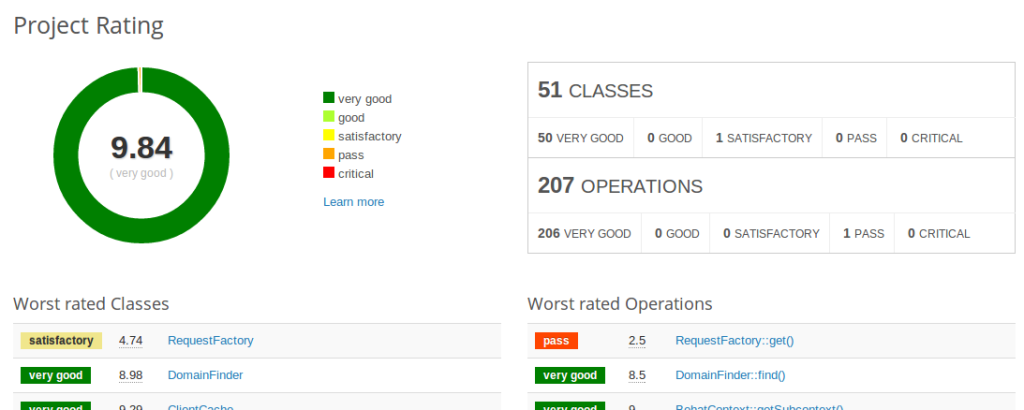 Project Rating
9.84
( very good )
very good
good
satisfactory
pass
critical
Learn more
51 CLASSES
50 VERY GOOD 0 GOOD 1 SATISFACTORY 0 PASS 0 CRITICAL
207 OPERATIONS
206 VERY GOOD 0 GOOD 0 SATISFACTORY 1 PASS 0 CRITICAL
Worst rated Classes
satisfactory 4.74 RequestFactory
very good 8.98 DomainFinder
very good 9.29 ClientCache
Worst rated Operations
pass 2.5 RequestFactory::get()
very good 8.5 DomainFinder::find()
very good 9 BehatContext::getSubcontext()